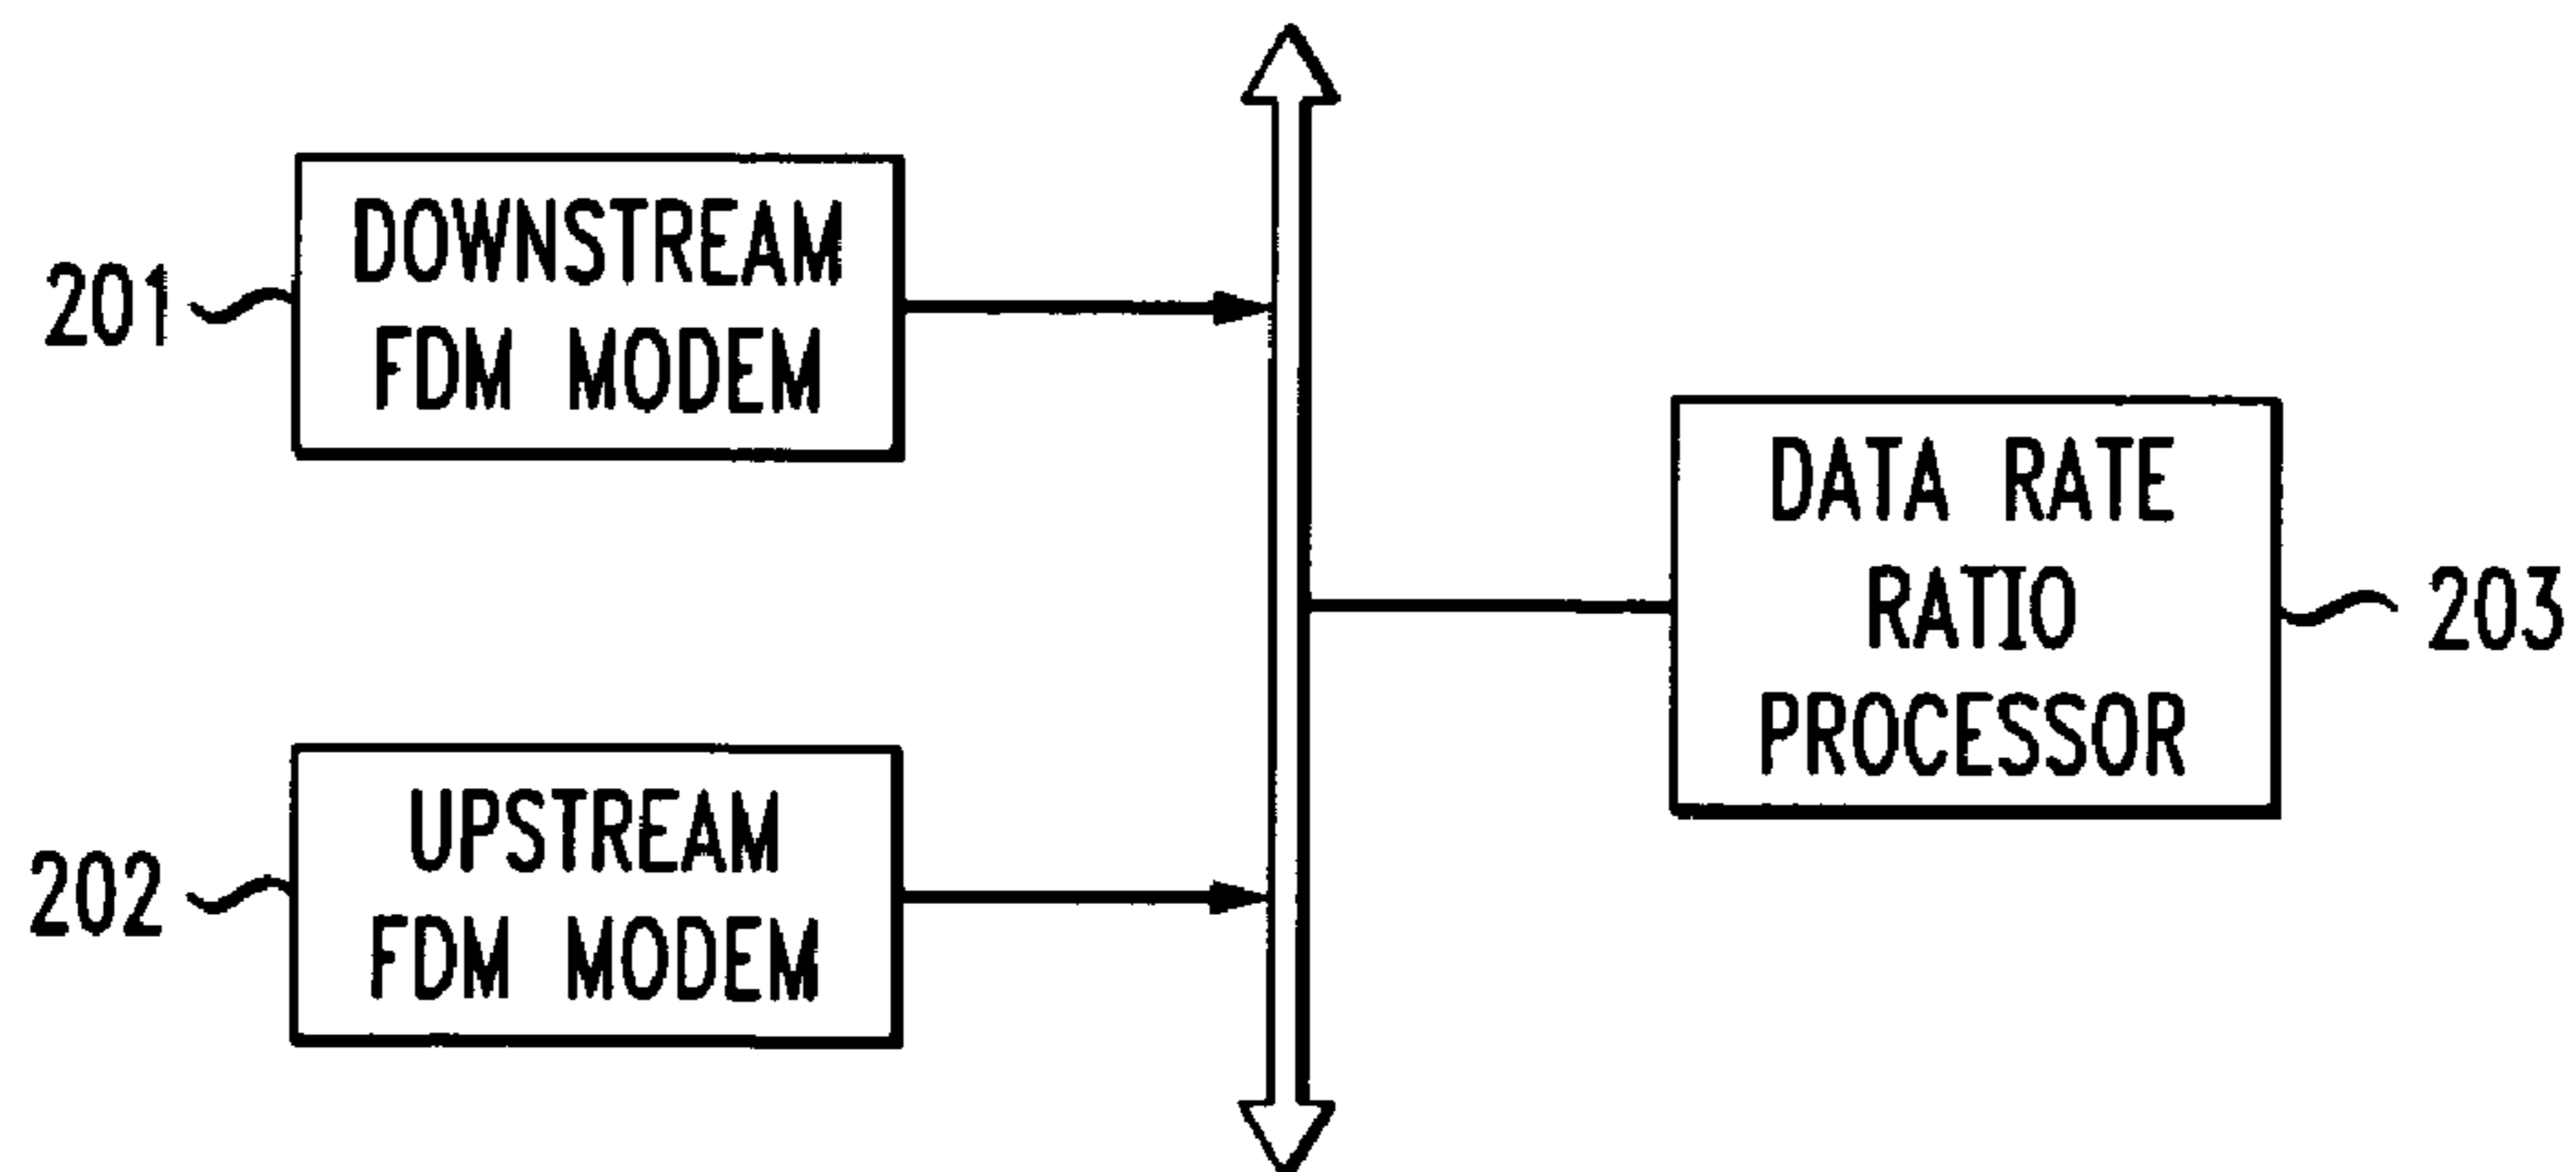 201
DOWNSTREAM
FDM MODEM
202
UPSTREAM
FDM MODEM
DATA RATE
RATIO
PROCESSOR
203